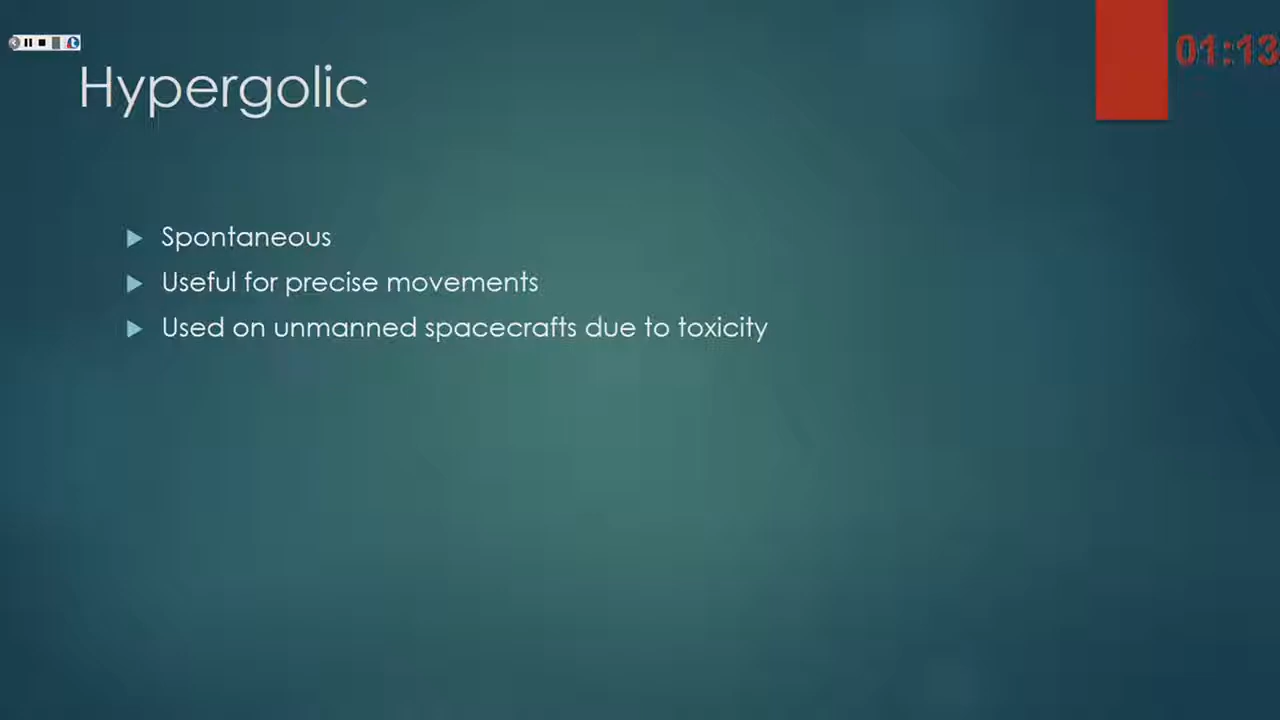 01:13
Hypergolic
Spontaneous
Useful for precise movements
Used on unmanned spacecrafts due to toxicity